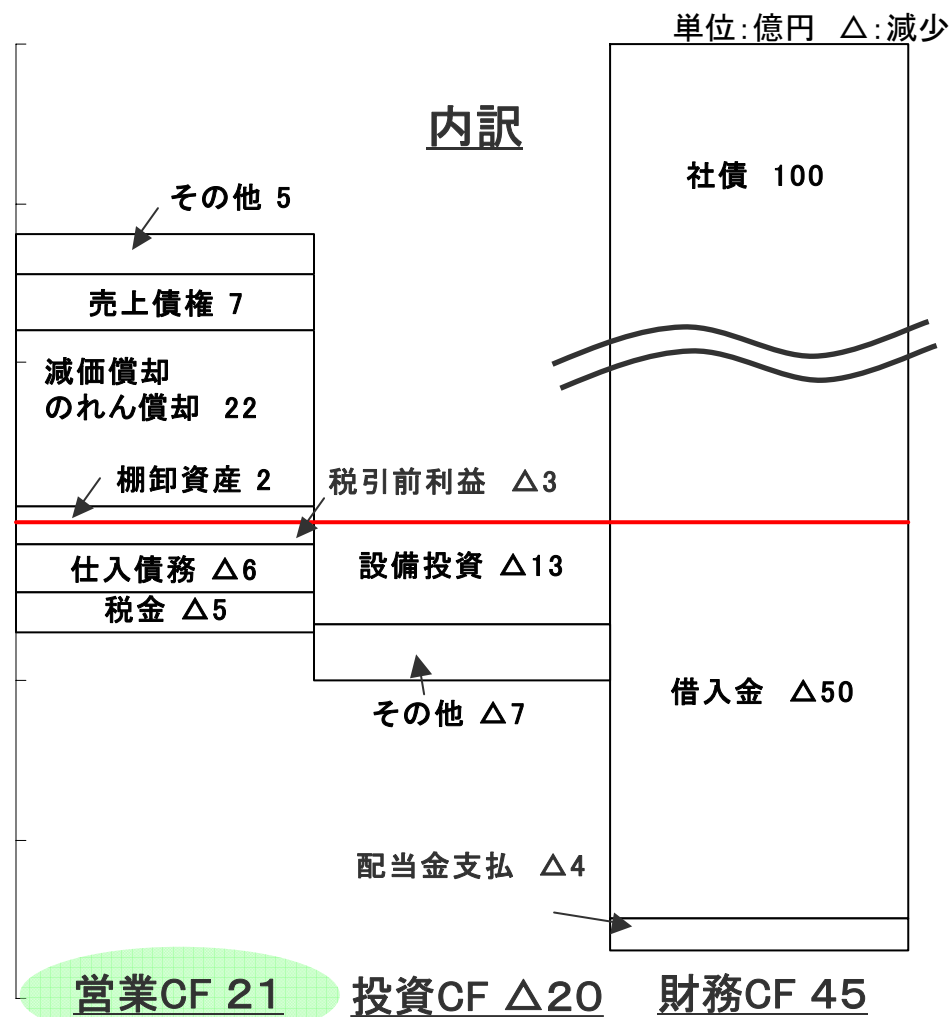 単位:億円 △:減少
内訳
社債 100
その他 5
売上債権 7
減価償却
のれん償却 22
棚卸資産 2
税引前利益 △3
仕入債務 △6
設備投資 △13
税金 △5
借入金 △50
その他 △7
配当金支払 △4
営業CF 21
投資CF △20
財務CF 45